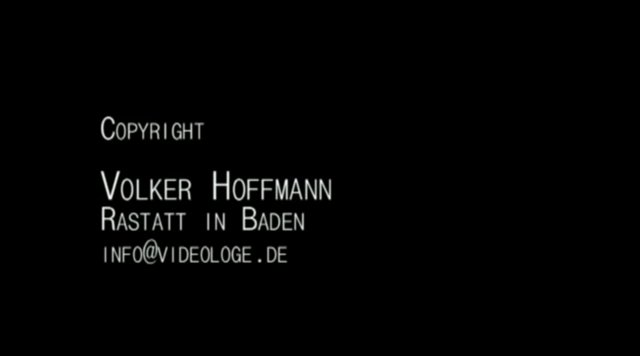 Copyright
Volker Hoffmann
Rastatt in Baden
info@videologe.de